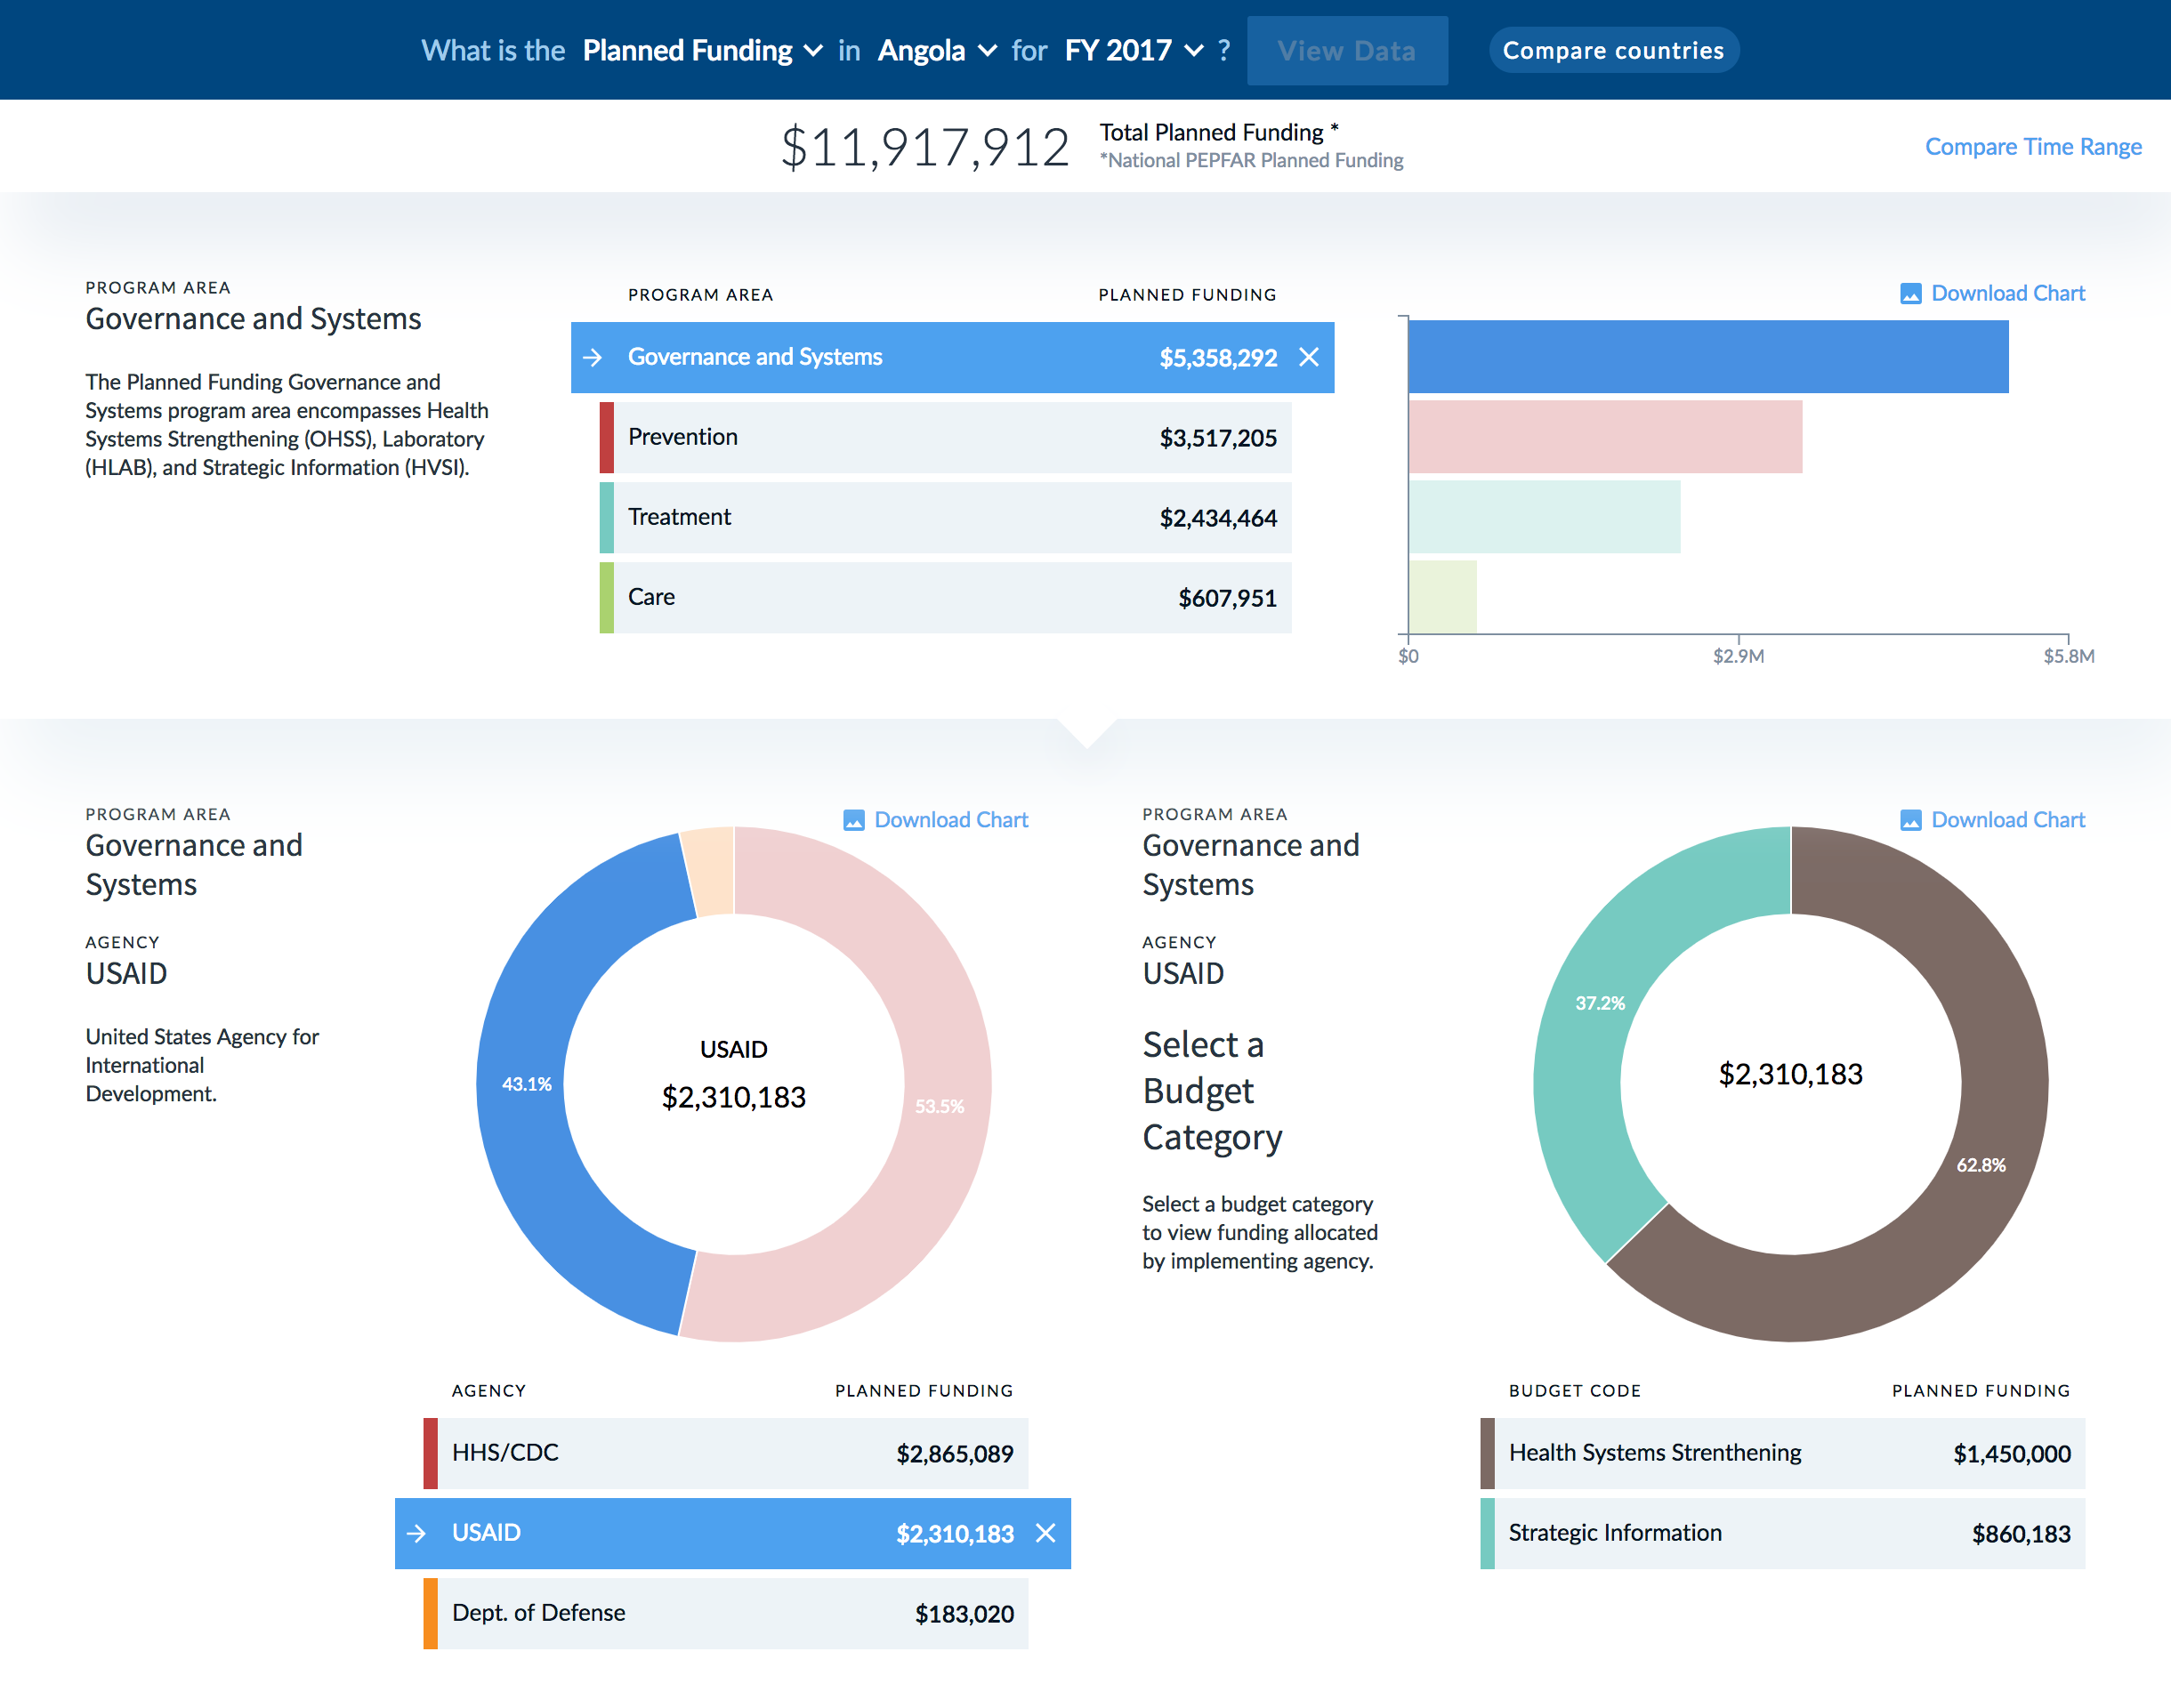 What is the Planned Funding in Angola for FY 2017 ? View Data Compare countries
$11,917,912 Total Planned Funding *
*National PEPFAR Planned Funding
Compare Time Range
PROGRAM AREA
Governance and Systems
The Planned Funding Governance and
Systems program area encompasses Health
Systems Strengthening (OHSS), Laboratory
(HLAB), and Strategic Information (HVSI).
PROGRAM AREA PLANNED FUNDING
Governance and Systems $5,358,292
Prevention $3,517,205
Treatment $2,434,464
Care $607,951
Download Chart
$0 $2.9M $5.8M
PROGRAM AREA
Governance and
Systems
AGENCY
USAID
United States Agency for
International
Development.
Download Chart
43.1%
USAID
$2,310,183
53.5%
AGENCY PLANNED FUNDING
HHS/CDC $2,865,089
USAID $2,310,183
Dept. of Defense $183,020
PROGRAM AREA
Governance and
Systems
AGENCY
USAID
Select a
Budget
Category
Select a budget category
to view funding allocated
by implementing agency.
Download Chart
37.2%
$2,310,183
62.8%
BUDGET CODE PLANNED FUNDING
Health Systems Strenthening $1,450,000
Strategic Information $860,183